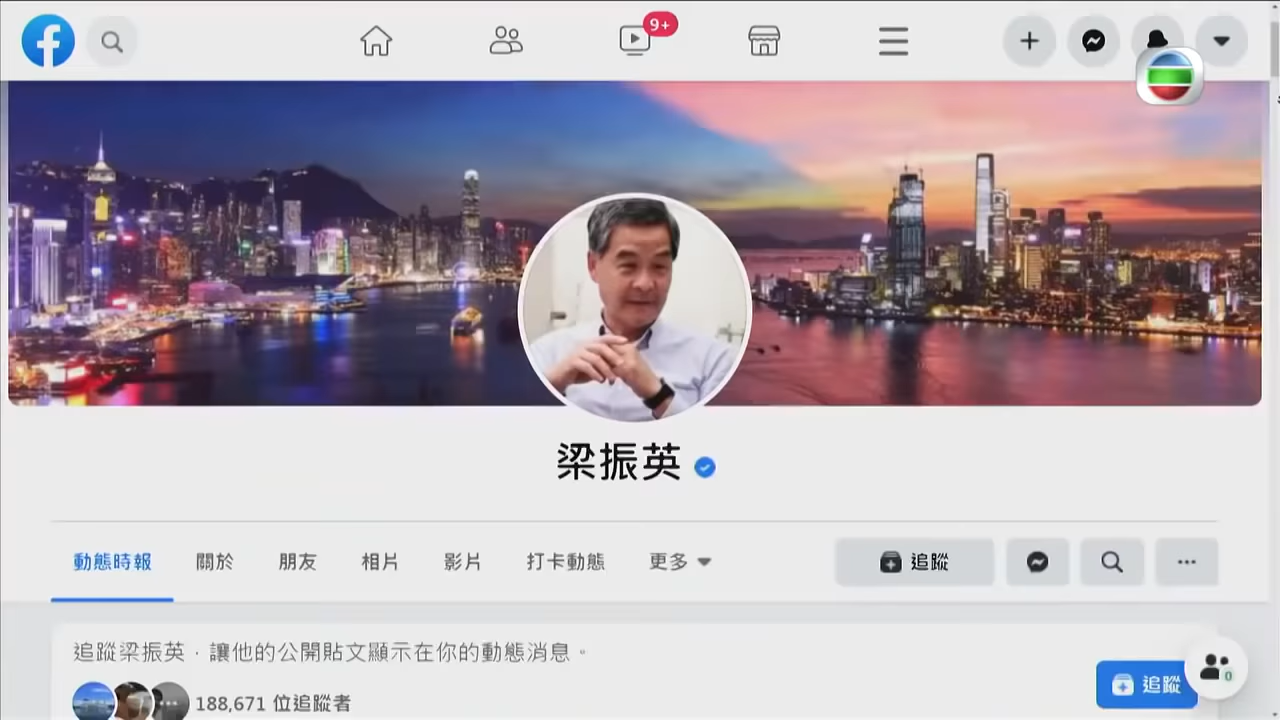 9+
梁振英
動態時報 關於 朋友 相片 影片 打卡動態 更多 追蹤
追蹤梁振英，讓他的公開貼文顯示在你的動態消息。
188,671 位追蹤者
追蹤
0